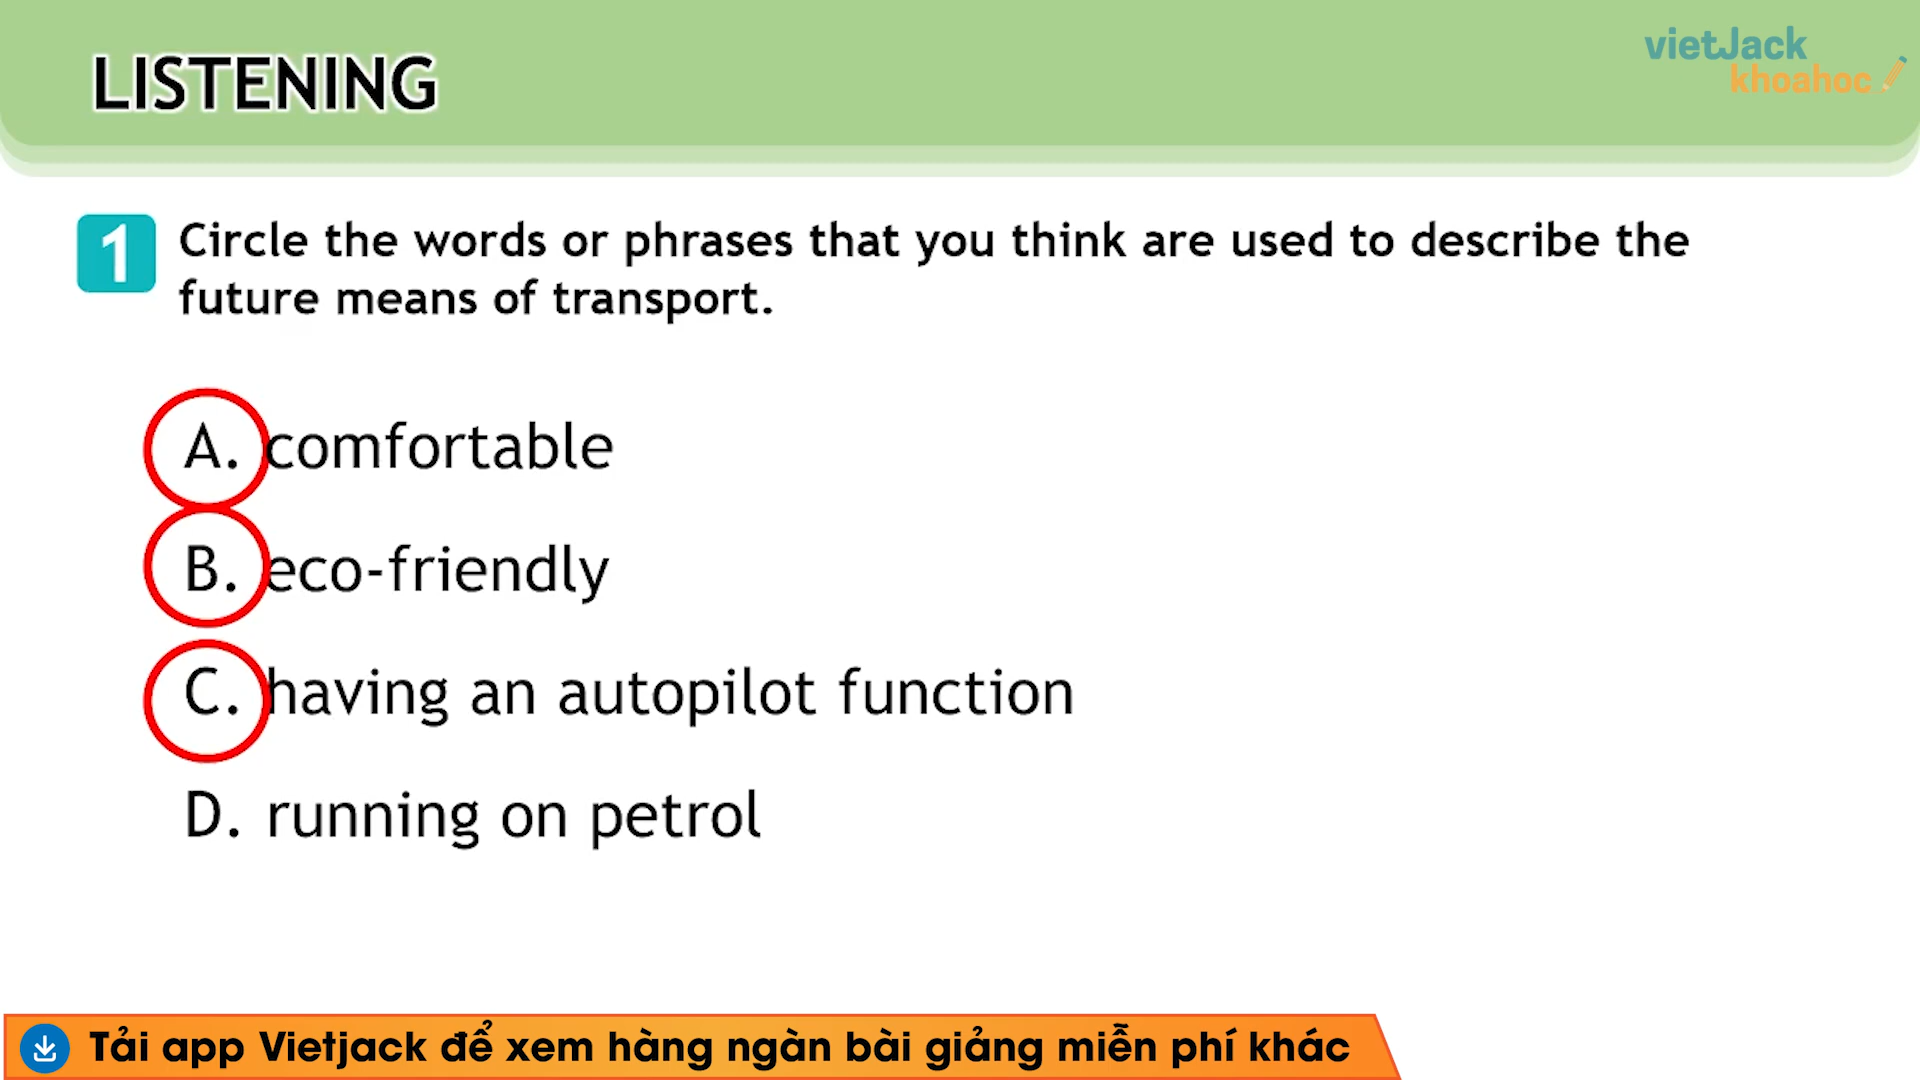 LISTENING
vietJack
khoahoc
1
Circle the words or phrases that you think are used to describe the
future means of transport.
A. comfortable
B. eco-friendly
C. having an autopilot function
D. running on petrol
Tải app Vietjack để xem hàng ngàn bài giảng miễn phí khác